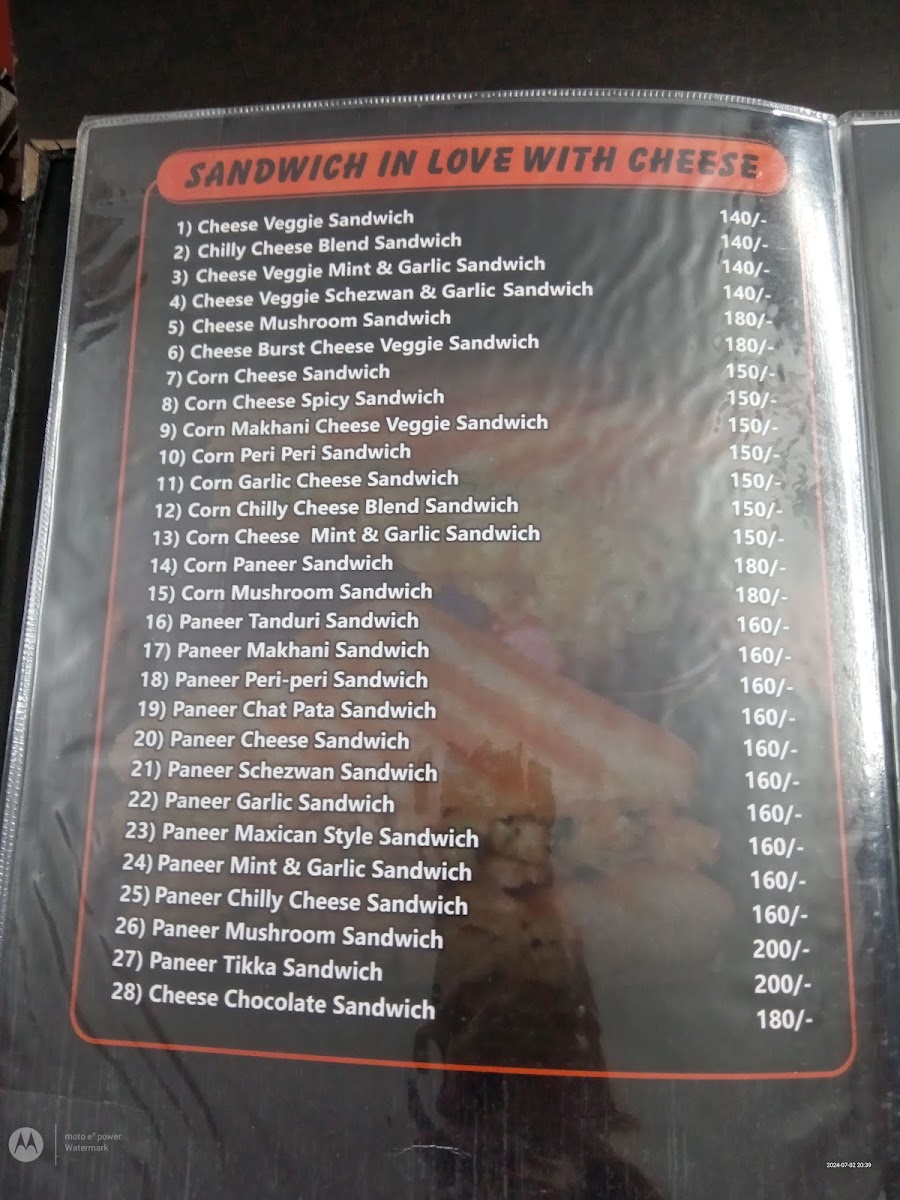 SANDWICH IN LOVE WITH CHEESE
1) Cheese Veggie Sandwich 140/-
2) Chilly Cheese Blend Sandwich 140/-
3) Cheese Veggie Mint & Garlic Sandwich 140/-
4) Cheese Veggie Schezwan & Garlic Sandwich 140/-
5) Cheese Mushroom Sandwich 180/-
6) Cheese Burst Cheese Veggie Sandwich 180/-
7) Corn Cheese Sandwich 150/-
8) Corn Cheese Spicy Sandwich 150/-
9) Corn Makhani Cheese Veggie Sandwich 150/-
10) Corn Peri Peri Sandwich 150/-
11) Corn Garlic Cheese Sandwich 150/-
12) Corn Chilly Cheese Blend Sandwich 150/-
13) Corn Cheese Mint & Garlic Sandwich 150/-
14) Corn Paneer Sandwich 180/-
15) Corn Mushroom Sandwich 180/-
16) Paneer Tanduri Sandwich 160/-
17) Paneer Makhani Sandwich 160/-
18) Paneer Peri-peri Sandwich 160/-
19) Paneer Chat Pata Sandwich 160/-
20) Paneer Cheese Sandwich 160/-
21) Paneer Schezwan Sandwich 160/-
22) Paneer Garlic Sandwich 160/-
23) Paneer Maxican Style Sandwich 160/-
24) Paneer Mint & Garlic Sandwich 160/-
25) Paneer Chilly Cheese Sandwich 160/-
26) Paneer Mushroom Sandwich 200/-
27) Paneer Tikka Sandwich 200/-
28) Cheese Chocolate Sandwich 180/-
moto e⁷ power
Watermark
2024-07-02 20:39